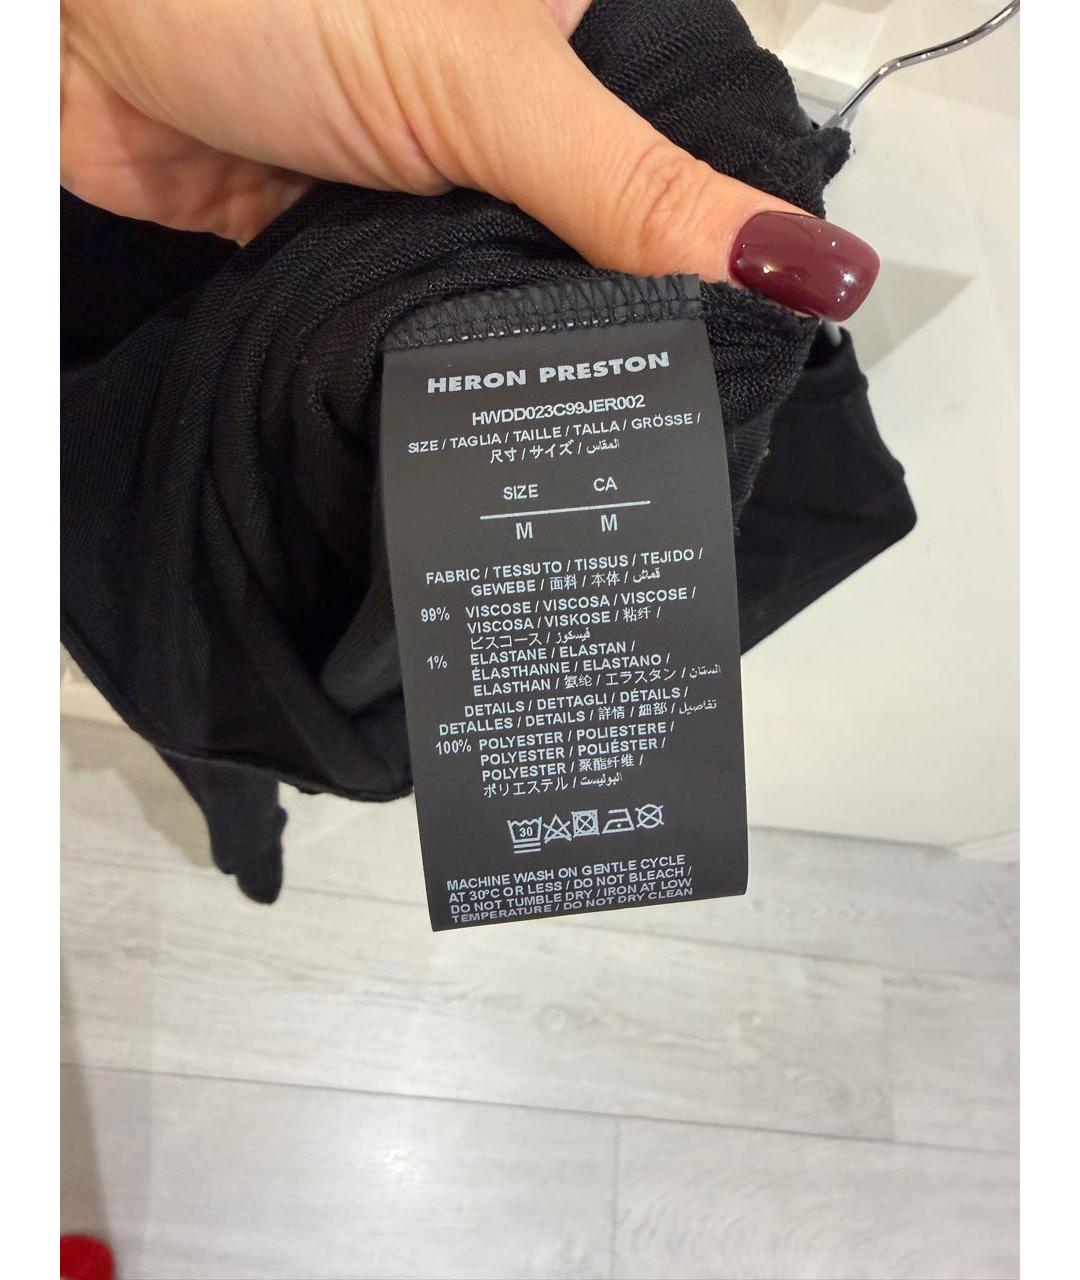 HERON PRESTON
HWDD023C99JER002
SIZE / TAGLIA / TAILLE / TALLA / GRÖSSE /
尺寸 / サイズ / المقاس
SIZE CA
M M
FABRIC / TESSUTO / TISSUS / TEJIDO /
GEWEBE / 面料 / 本体 / قماش
99% VISCOSE / VISCOSA / VISCOSE /
VISCOSA / VISKOSE / 粘纤 /
ビスコース / فيسكوز
1% ELASTANE / ELASTAN /
ÉLASTHANNE / ELASTANO /
ELASTHAN / 氨纶 / エラスタン /
DETAILS / DETTAGLI / DÉTAILS /
DETALLES / DETAILS / 詳情 / 細部 / تفاصيل
100% POLYESTER / POLIESTERE /
POLYESTER / POLIÉSTER /
POLYESTER / 聚酯纤维 /
ポリエステル / البوليست
30
MACHINE WASH ON GENTLE CYCLE
AT 30°C OR LESS / DO NOT BLEACH /
DO NOT TUMBLE DRY / IRON AT LOW
TEMPERATURE / DO NOT DRY CLEAN